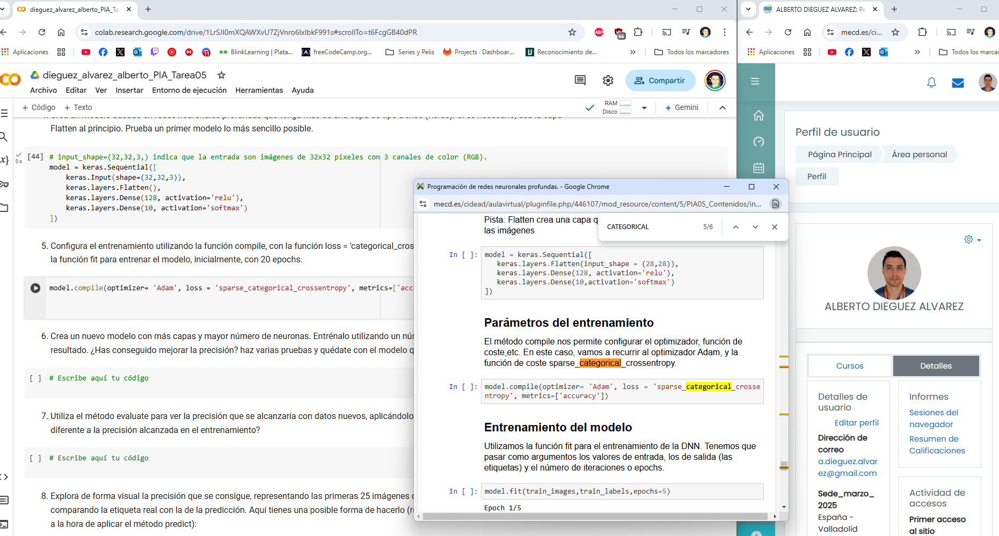 dieguez_alvarez_alberto_PIA_Ta
ALBERTO DIEGUEZ ALVAREZ: Pe
colab.research.google.com/drive/1LrSJI0mXQAWXvU7ZjVnro6lxIbkF991s#scrollTo=t6FcgGB40dPR
ABP
66
mecd.es/ci...
Aplicaciones
11
BlinkLearning | Plata...
freeCodeCamp.org...
Series y Pelis
Projects · Dashboar...
Reconocimiento de...
Todos los marcadores
Aplicaciones
Todos los marcad
dieguez_alvarez_alberto_PIA_Tarea05
Archivo Editar Ver Insertar Entorno de ejecución Herramientas Ayuda
Compartir
+ Código + Texto
RAM
Disco
Gemini
Flatten al principio. Prueba un primer modelo lo más sencillo posible.
[44] # input_shape=(32,32,3,) indica que la entrada son imágenes de 32x32 píxeles con 3 canales de color (RGB).
0 s
model = keras.Sequential([
keras.Input(shape=(32,32,3)),
keras.layers.Flatten(),
keras.layers.Dense(128, activation='relu'),
keras.layers.Dense(10, activation='softmax')
])
5. Configura el entrenamiento utilizando la función compile, con la función loss = 'categorical_cros
la función fit para entrenar el modelo, inicialmente, con 20 epochs.
model.compile(optimizer= 'Adam', loss = 'sparse_categorical_crossentropy', metrics=['accu
6. Crea un nuevo modelo con más capas y mayor número de neuronas. Entrénalo utilizando un núr
resultado. ¿Has conseguido mejorar la precisión? haz varias pruebas y quédate con el modelo q
[ ] # Escribe aquí tu código
7. Utiliza el método evaluate para ver la precisión que se alcanzaría con datos nuevos, aplicándolo
diferente a la precisión alcanzada en el entrenamiento?
[ ] # Escribe aquí tu código
8. Explora de forma visual la precisión que se consigue, representando las primeras 25 imágenes
comparando la etiqueta real con la de la predicción. Aquí tienes una posible forma de hacerlo (r
a la hora de aplicar el método predict):
Programación de redes neuronales profundas. - Google Chrome
mecd.es/cidead/aulavirtual/pluginfile.php/446107/mod_resource/content/5/PIA05_Contenidos/in...
CATEGORICAL
5/6
Pista: Flatten crea una capa q
las imágenes
In [ ]: model = keras.Sequential([
keras.layers.Flatten(input_shape = (28,28)),
keras.layers.Dense(128, activation='relu'),
keras.layers.Dense(10,activation='softmax')
])
Parámetros del entrenamiento
El método compile nos permite configurar el optimizador, función de
coste,etc. En este caso, vamos a recurrir al optimizador Adam, y la
función de coste sparse_categorical_crossentropy.
In [ ]: model.compile(optimizer= 'Adam', loss = 'sparse_categorical_crosse
ntropy', metrics=['accuracy'])
Entrenamiento del modelo
Utilizamos la función fit para el entrenamiento de la DNN. Tenemos que
pasar como argumentos los valores de entrada, los de salida (las
etiquetas) y el número de iteraciones o epochs.
In [ ]: model.fit(train_images,train_labels,epochs=5)
Epoch 1/5
Perfil de usuario
Página Principal
Área personal
Perfil
ALBERTO DIEGUEZ ALVAREZ
Cursos
Detalles
Detalles de
usuario
Editar perfil
Dirección de
correo
a.dieguez.alvar
ez@gmail.com
Sede_marzo_
2025
España -
Valladolid
Informes
Sesiones del
navegador
Resumen de
Calificaciones
Actividad de
accesos
Primer acceso
al sitio